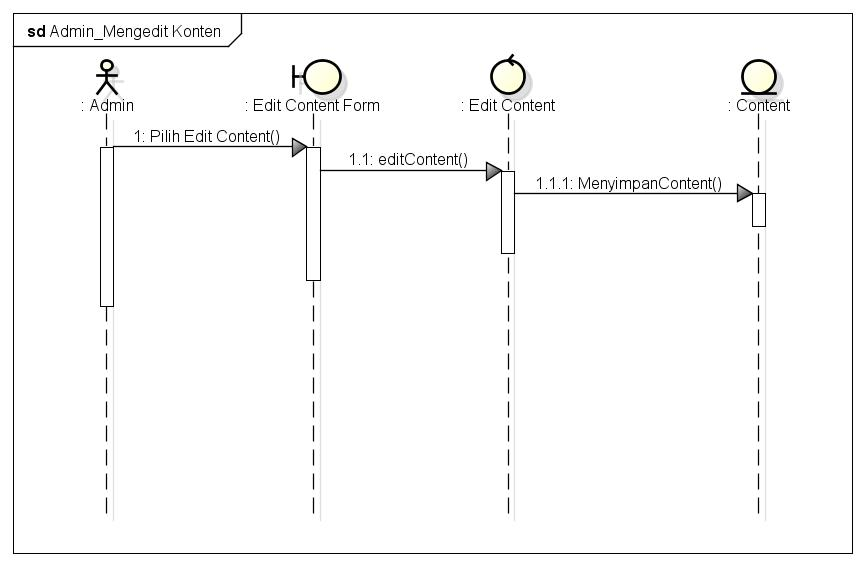 sd Admin_Mengedit Konten
: Admin
: Edit Content Form
: Edit Content
: Content
1: Pilih Edit Content()
1.1: editContent()
1.1.1: MenyimpanContent()